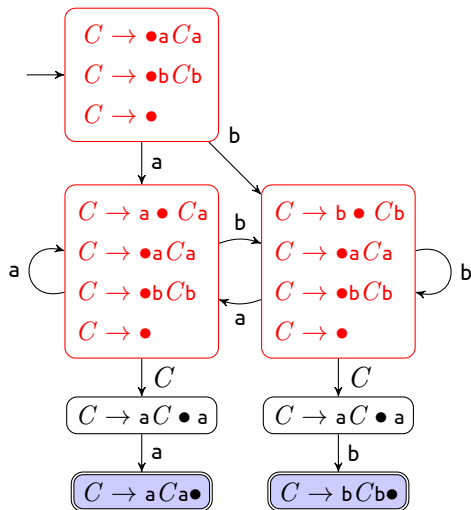 C → ●aCa
C → ●bCb
C → ●
a
b
C → a ● Ca
C → ●aCa
C → ●bCb
C → ●
C → b ● Cb
C → ●aCa
C → ●bCb
C → ●
a
b
a
b
C
C
C → aC ● a
C → aC ● a
a
b
C → aCa●
C → bCb●